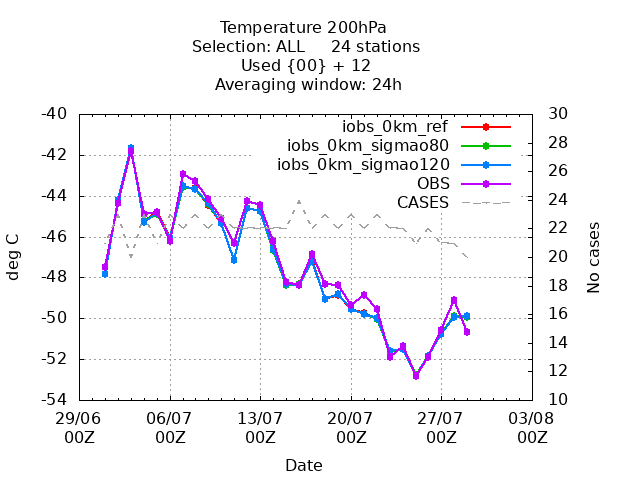 Temperature 200hPa
Selection: ALL     24 stations
Used {00} + 12
Averaging window: 24h
-40
-42
-44
-46
-48
-50
-52
-54
deg C
30
28
26
24
22
20
18
16
14
12
10
No cases
iobs_0km_ref
iobs_0km_sigmao80
iobs_0km_sigmao120
OBS
CASES
29/06 06/07 13/07 20/07 27/07 03/08
00Z 00Z 00Z 00Z 00Z 00Z
Date